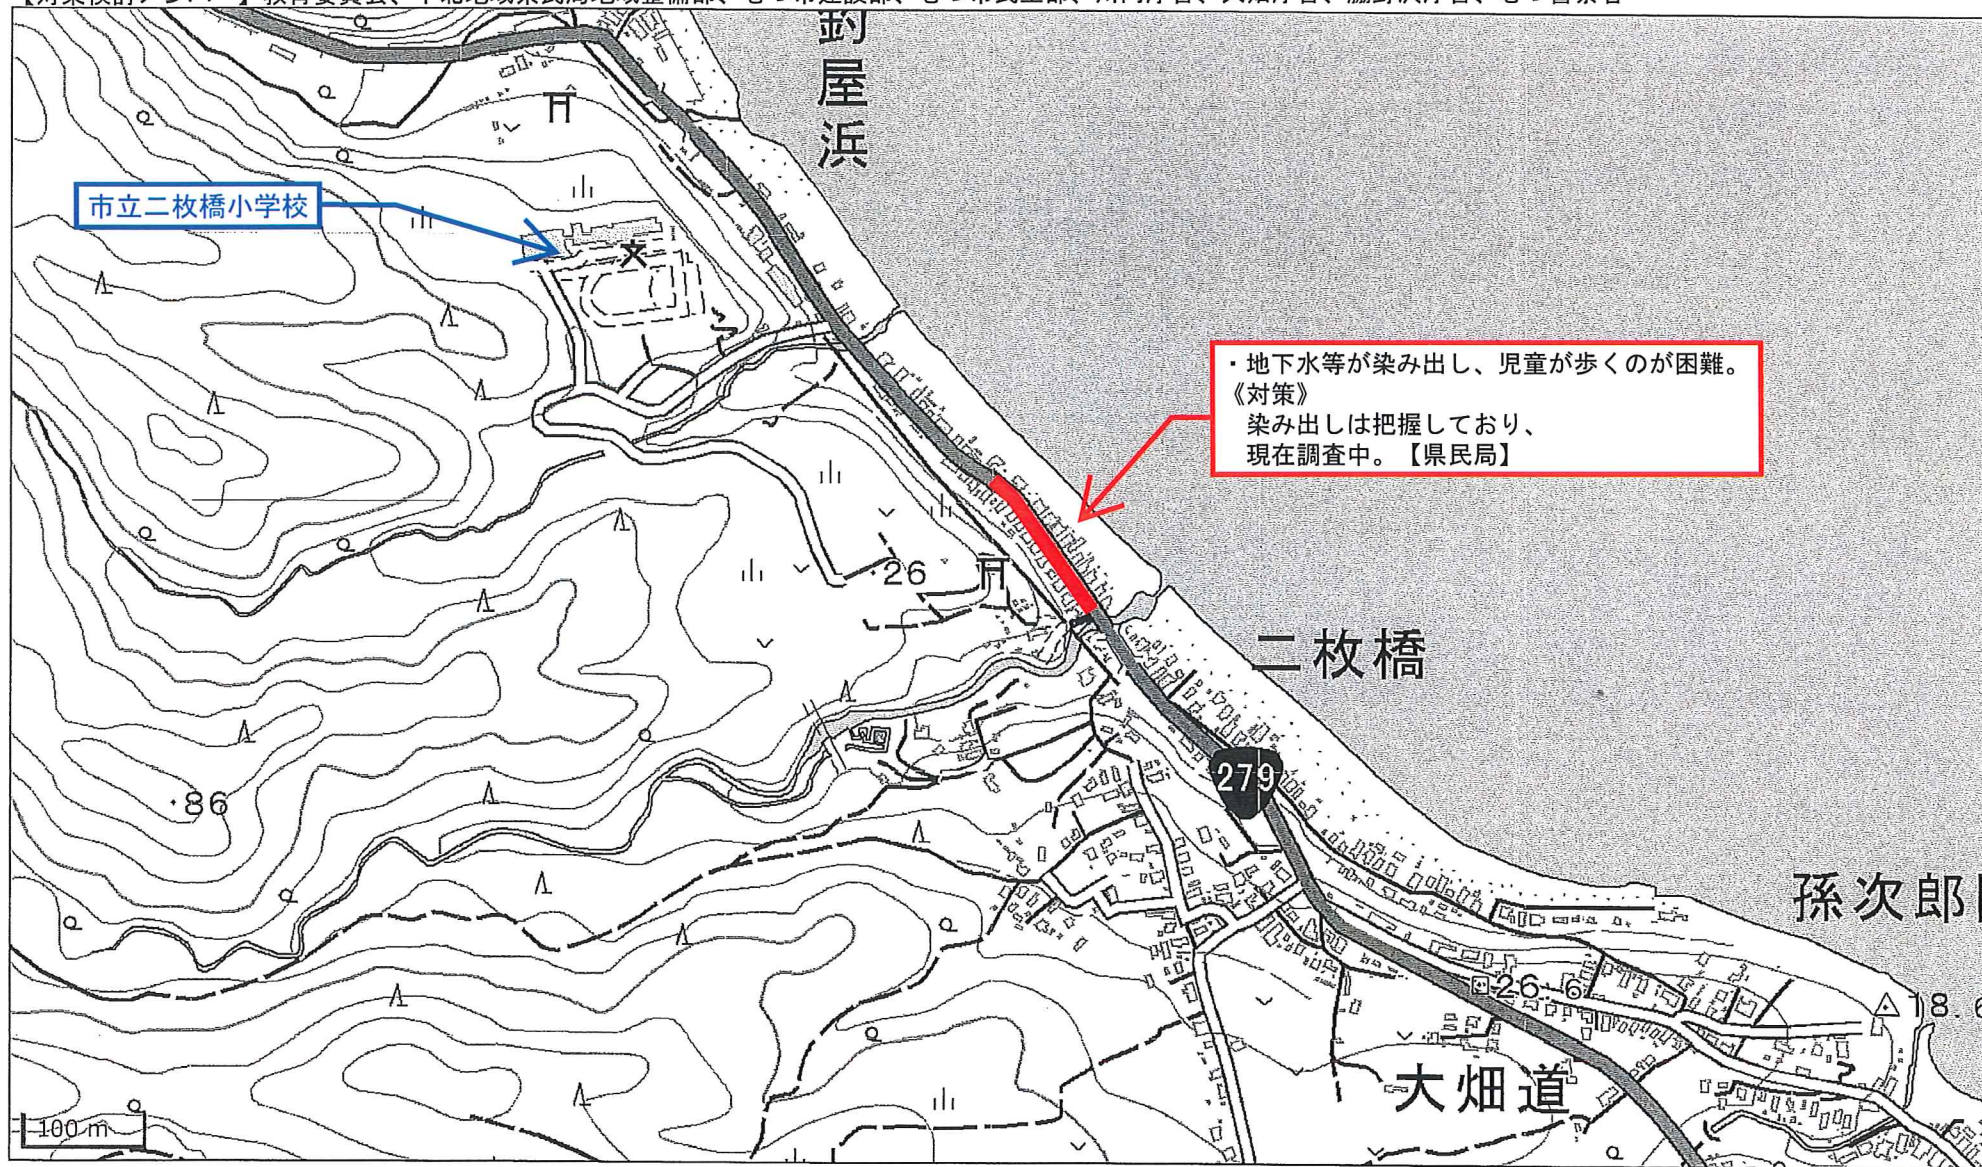 釣屋浜
市立二枚橋小学校
・地下水等が染み出し、児童が歩くのが困難。
《対策》
染み出しは把握しており、
現在調査中。【県民局】
26
二枚橋
279
86
孫次郎
26.6
18.6
大畑道
100 m